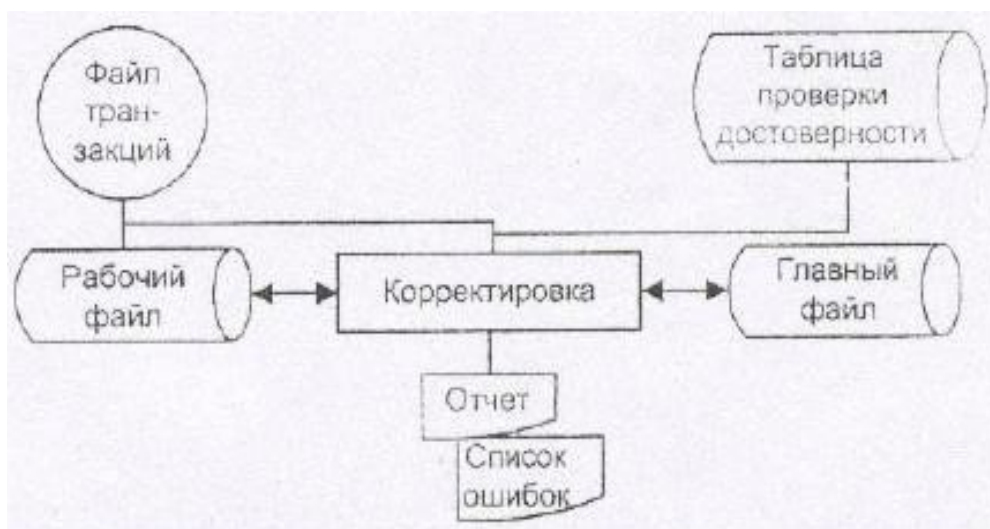 Файл
тран-
закций
Таблица
проверки
достоверности
Рабочий
файл
Корректировка
Главный
файл
Отчет
Список
ошибок